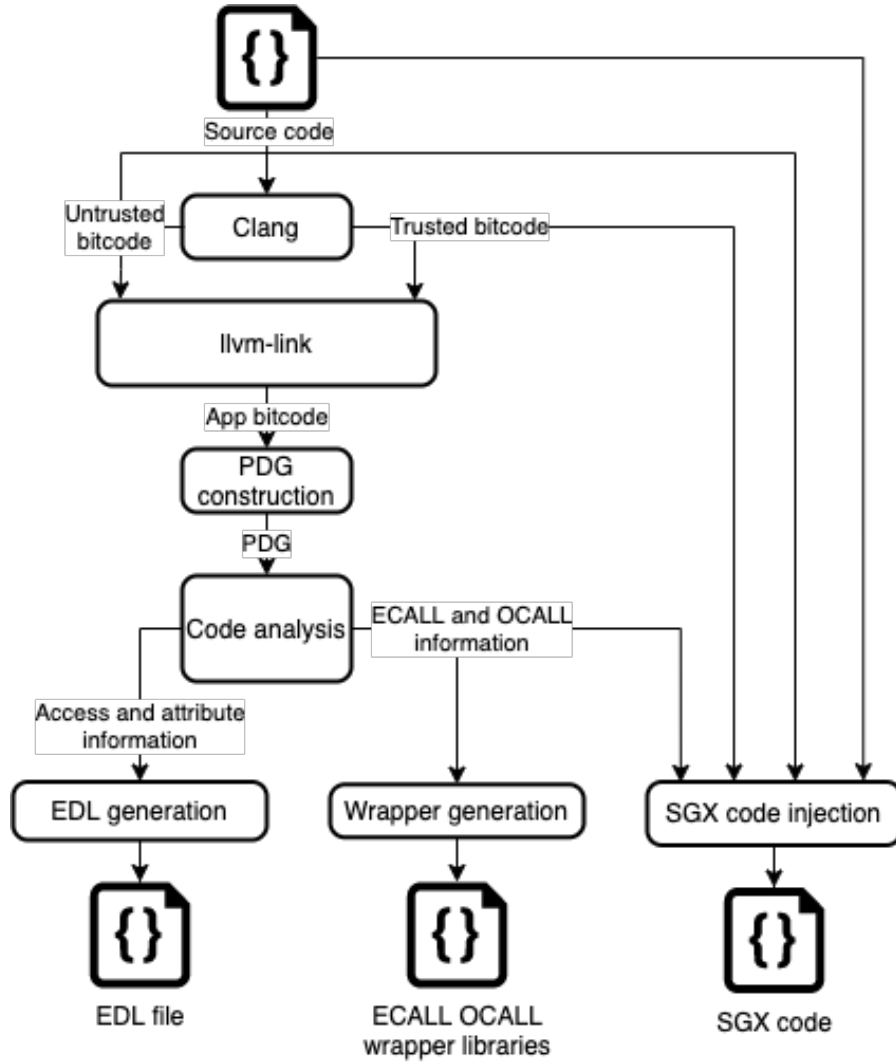 {}
Source code
Untrusted
bitcode
Clang
Trusted bitcode
llvm-link
App bitcode
PDG
construction
PDG
Code analysis
ECALL and OCALL
information
Access and attribute
information
EDL generation
Wrapper generation
SGX code injection
{}
{}
{}
EDL file
ECALL OCALL
wrapper libraries
SGX code